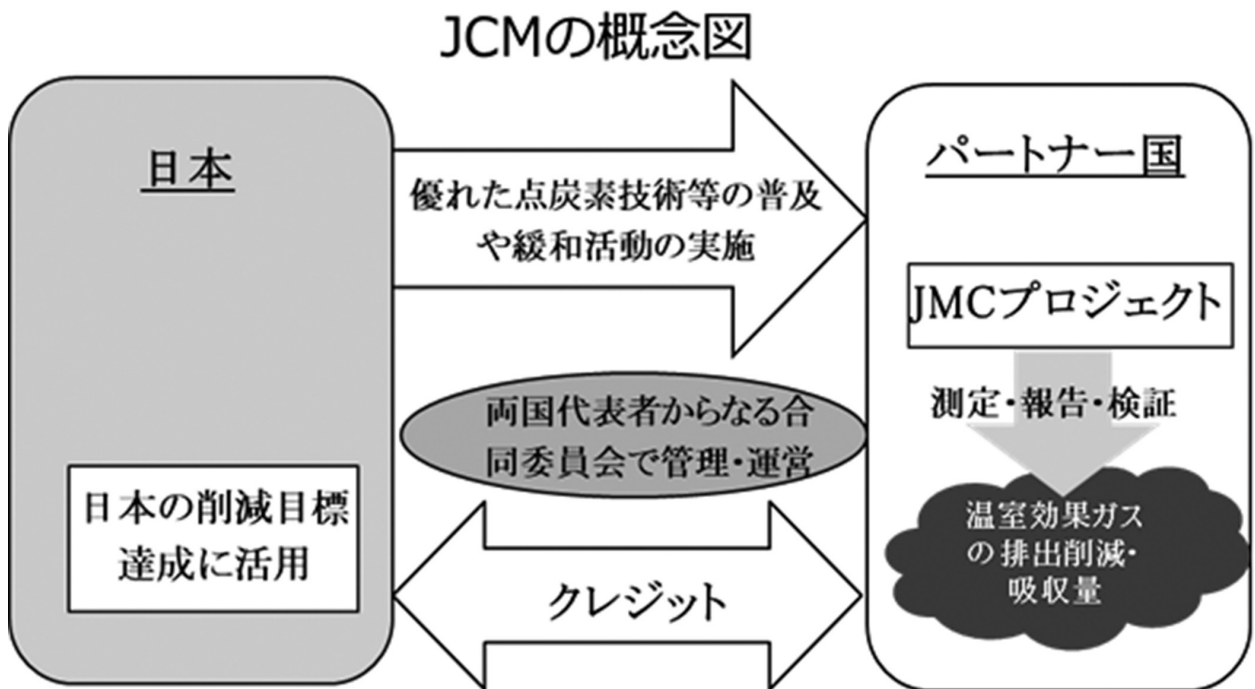 JCMの概念図
日本
優れた点炭素技術等の普及
や緩和活動の実施
パートナー国
JMCプロジェクト
測定・報告・検証
両国代表者からなる合
同委員会で管理・運営
日本の削減目標
達成に活用
クレジット
温室効果ガス
の排出削減・
吸収量